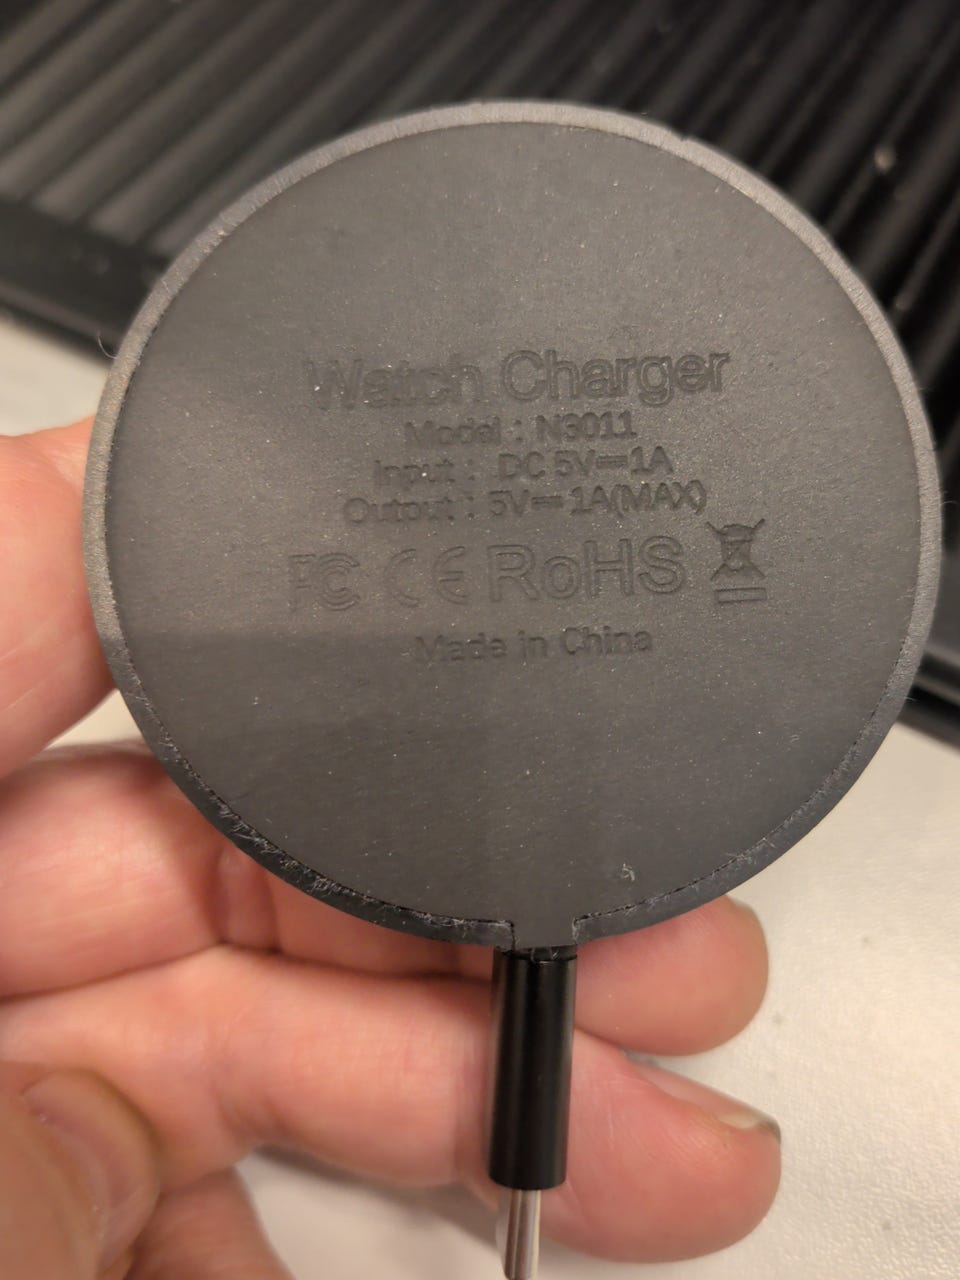 Watch Charger
Model : N3011
Input : DC 5V⎓1A
Output : 5V⎓1A(MAX)
FC CE RoHS
Made in China